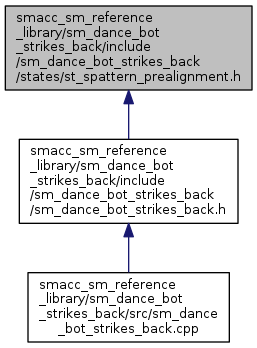 smacc_sm_reference
_library/sm_dance_bot
_strikes_back/include
/sm_dance_bot_strikes_back
/states/st_spattern_prealignment.h
smacc_sm_reference
_library/sm_dance_bot
_strikes_back/include
/sm_dance_bot_strikes_back
/sm_dance_bot_strikes_back.h
smacc_sm_reference
_library/sm_dance_bot
_strikes_back/src/sm_dance
_bot_strikes_back.cpp